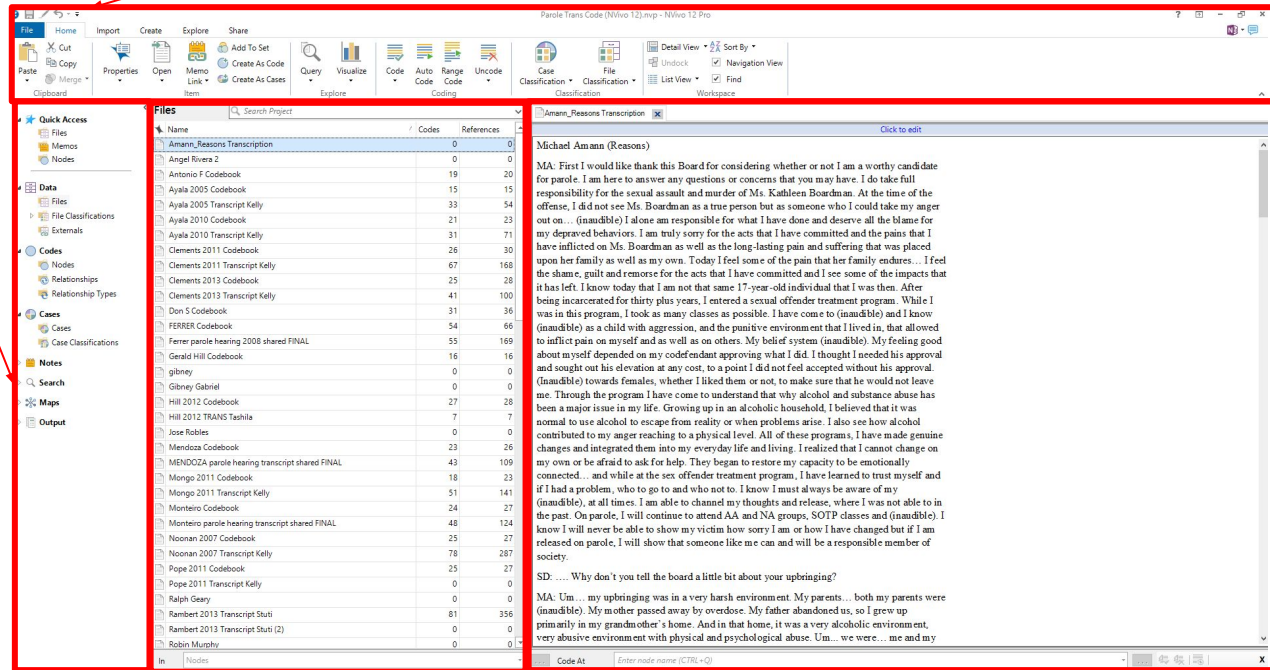 Parole Trans Code (NVivo 12).nvp - NVivo 12 Pro
File Home Import Create Explore Share
Cut
Copy
Paste
Merge
Clipboard
Properties
Open
Memo Link
Add To Set
Create As Code
Create As Cases
Item
Query
Visualize
Explore
Code
Auto Code
Range Code
Uncode
Coding
Case Classification
File Classification
Classification
Detail View
Sort By
Undock
Navigation View
List View
Find
Workspace
Quick Access
Files
Memos
Nodes
Data
Files
File Classifications
Externals
Codes
Nodes
Relationships
Relationship Types
Cases
Cases
Case Classifications
Notes
Search
Maps
Output
Files Search Project
Name Codes References
Amann_Reasons Transcription 0 0
Angel Rivera 2 0 0
Antonio F Codebook 19 20
Ayala 2005 Codebook 15 15
Ayala 2005 Transcript Kelly 33 54
Ayala 2010 Codebook 21 23
Ayala 2010 Transcript Kelly 31 71
Clements 2011 Codebook 26 30
Clements 2011 Transcript Kelly 67 168
Clements 2013 Codebook 25 28
Clements 2013 Transcript Kelly 41 100
Don S Codebook 31 36
FERRER Codebook 54 66
Ferrer parole hearing 2008 shared FINAL 55 169
Gerald Hill Codebook 16 16
gibney 0 0
Gibney Gabriel 0 0
Hill 2012 Codebook 27 28
Hill 2012 TRANS Tashila 7 7
Jose Robles 0 0
Mendoza Codebook 23 26
MENDOZA parole hearing transcript shared FINAL 43 109
Mongo 2011 Codebook 18 23
Mongo 2011 Transcript Kelly 51 141
Monteiro Codebook 24 27
Monteiro parole hearing transcript shared FINAL 48 124
Noonan 2007 Codebook 25 27
Noonan 2007 Transcript Kelly 78 287
Pope 2011 Codebook 25 27
Pope 2011 Transcript Kelly 0 0
Ralph Geary 0 0
Rambert 2013 Transcript Stuti 81 356
Rambert 2013 Transcript Stuti (2) 0 0
Robin Murphy 0 0
In Nodes
Amann_Reasons Transcription
Click to edit
Michael Amann (Reasons)
MA: First I would like thank this Board for considering whether or not I am a worthy candidate
for parole. I am here to answer any questions or concerns that you may have. I do take full
responsibility for the sexual assault and murder of Ms. Kathleen Boardman. At the time of the
offense, I did not see Ms. Boardman as a true person but as someone who I could take my anger
out on… (inaudible) I alone am responsible for what I have done and deserve all the blame for
my depraved behaviors. I am truly sorry for the acts that I have committed and the pains that I
have inflicted on Ms. Boardman as well as the long-lasting pain and suffering that was placed
upon her family as well as my own. Today I feel some of the pain that her family endures… I feel
the shame, guilt and remorse for the acts that I have committed and I see some of the impacts that
it has left. I know today that I am not that same 17-year-old individual that I was then. After
being incarcerated for thirty plus years, I entered a sexual offender treatment program. While I
was in this program, I took as many classes as possible. I have come to (inaudible) and I know
(inaudible) as a child with aggression, and the punitive environment that I lived in, that allowed
to inflict pain on myself and as well as on others. My belief system (inaudible). My feeling good
about myself depended on my codefendant approving what I did. I thought I needed his approval
and sought out his elevation at any cost, to a point I did not feel accepted without his approval.
(Inaudible) towards females, whether I liked them or not, to make sure that he would not leave
me. Through the program I have come to understand that why alcohol and substance abuse has
been a major issue in my life. Growing up in an alcoholic household, I believed that it was
normal to use alcohol to escape from reality or when problems arise. I also see how alcohol
contributed to my anger reaching to a physical level. All of these programs, I have made genuine
changes and integrated them into my everyday life and living. I realized that I cannot change on
my own or be afraid to ask for help. They began to restore my capacity to be emotionally
connected… and while at the sex offender treatment program, I have learned to trust myself and
if I had a problem, who to go to and who not to. I know I must always be aware of my
(inaudible), at all times. I am able to channel my thoughts and release, where I was not able to in
the past. On parole, I will continue to attend AA and NA groups, SOTP classes and (inaudible). I
know I will never be able to show my victim how sorry I am or how I have changed but if I am
released on parole, I will show that someone like me can and will be a responsible member of
society.
SD: …. Why don't you tell the board a little bit about your upbringing?
MA: Um… my upbringing was in a very harsh environment. My parents… both my parents were
(inaudible). My mother passed away by overdose. My father abandoned us, so I grew up
primarily in my grandmother's home. And in that home, it was a very alcoholic environment,
very abusive environment with physical and psychological abuse. Um... we were… me and my
Code At Enter node name (CTRL+Q)